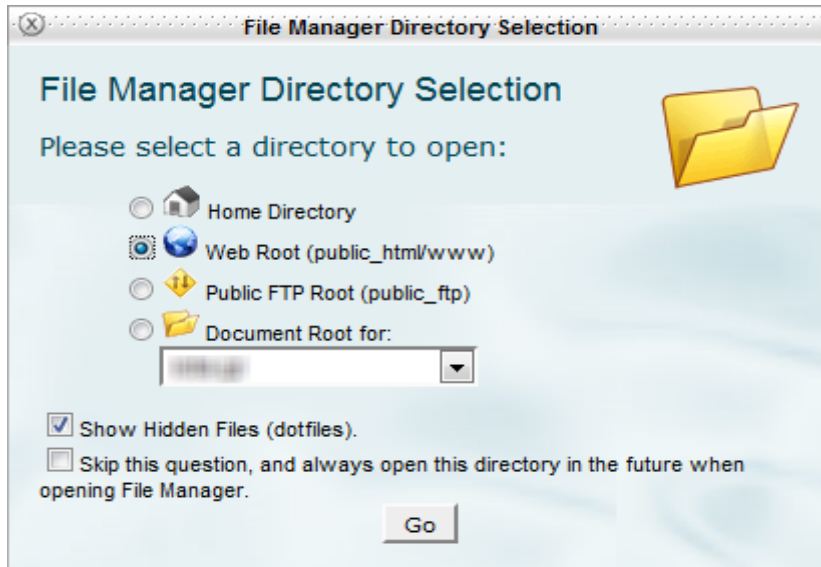 File Manager Directory Selection
File Manager Directory Selection
Please select a directory to open:
Home Directory
Web Root (public_html/www)
Public FTP Root (public_ftp)
Document Root for:
Show Hidden Files (dotfiles).
Skip this question, and always open this directory in the future when
opening File Manager.
Go